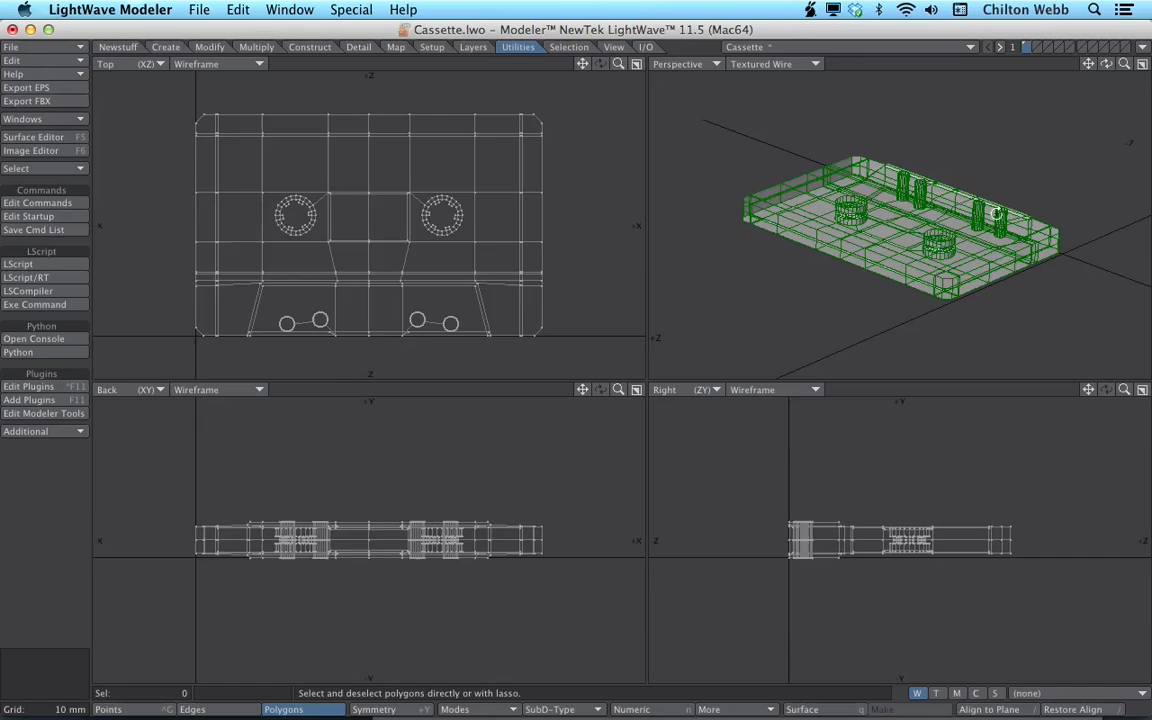 LightWave Modeler File Edit Window Special Help Chilton Webb
Cassette.lwo – Modeler™ NewTek LightWave™ 11.5 (Mac64)
File Newstuff Create Modify Multiply Construct Detail Map Setup Layers Utilities Selection View I/O Cassette * 1
Edit Top (XZ) Wireframe Perspective Textured Wire
Help
Export EPS
Export FBX
Windows
Surface Editor F5
Image Editor F6
Select
Commands
Edit Commands
Edit Startup
Save Cmd List
LScript
LScript
LScript/RT
LSCompiler
Exe Command
Python
Open Console
Python
Plugins
Edit Plugins ^F11
Add Plugins F11
Edit Modeler Tools
Additional
+Z
X +X
Z
-Z
+Z
Back (XY) Wireframe Right (ZY) Wireframe
+Y +Y
X +X Z +Z
-Y -Y
Sel: 0 Select and deselect polygons directly or with lasso. W T M C S (none)
Grid: 10 mm Points ^G Edges Polygons Symmetry +Y Modes SubD-Type Numeric n More Surface q Make Align to Plane / Restore Align /